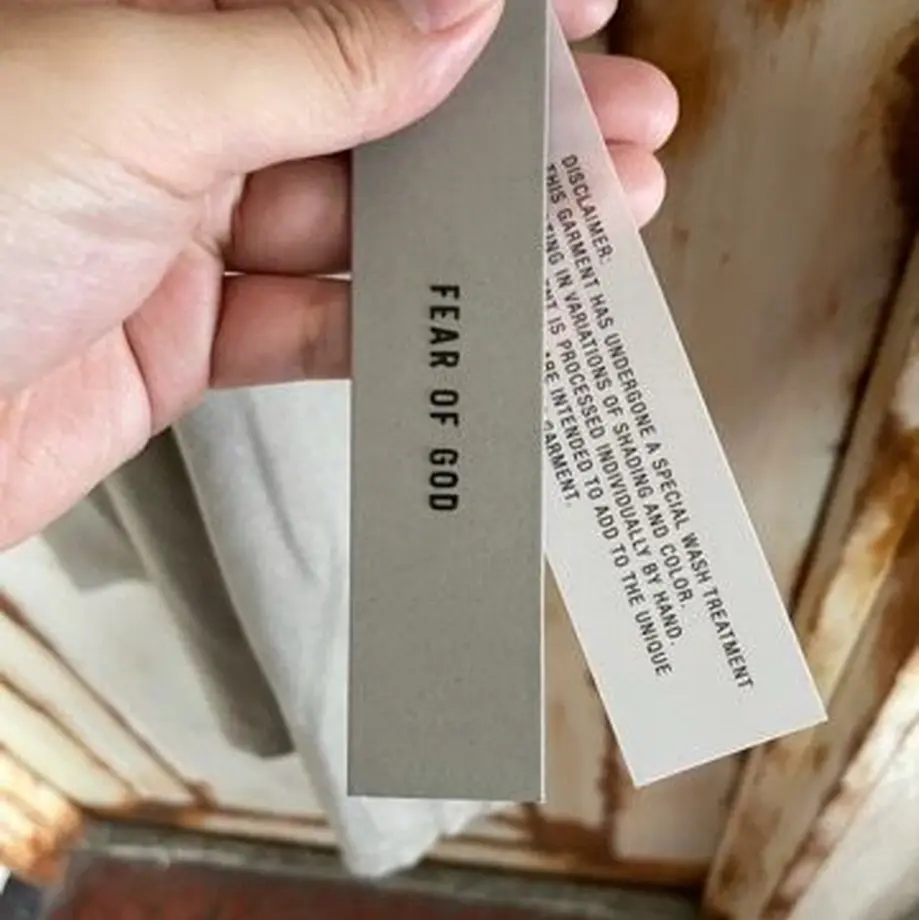 FEAR OF GOD
DISCLAIMER:
THIS GARMENT HAS UNDERGONE A SPECIAL WASH TREATMENT
IN VARIATIONS OF SHADING AND COLOR.
IS PROCESSED INDIVIDUALLY BY HAND.
INTENDED TO ADD TO THE UNIQUE
GARMENT.